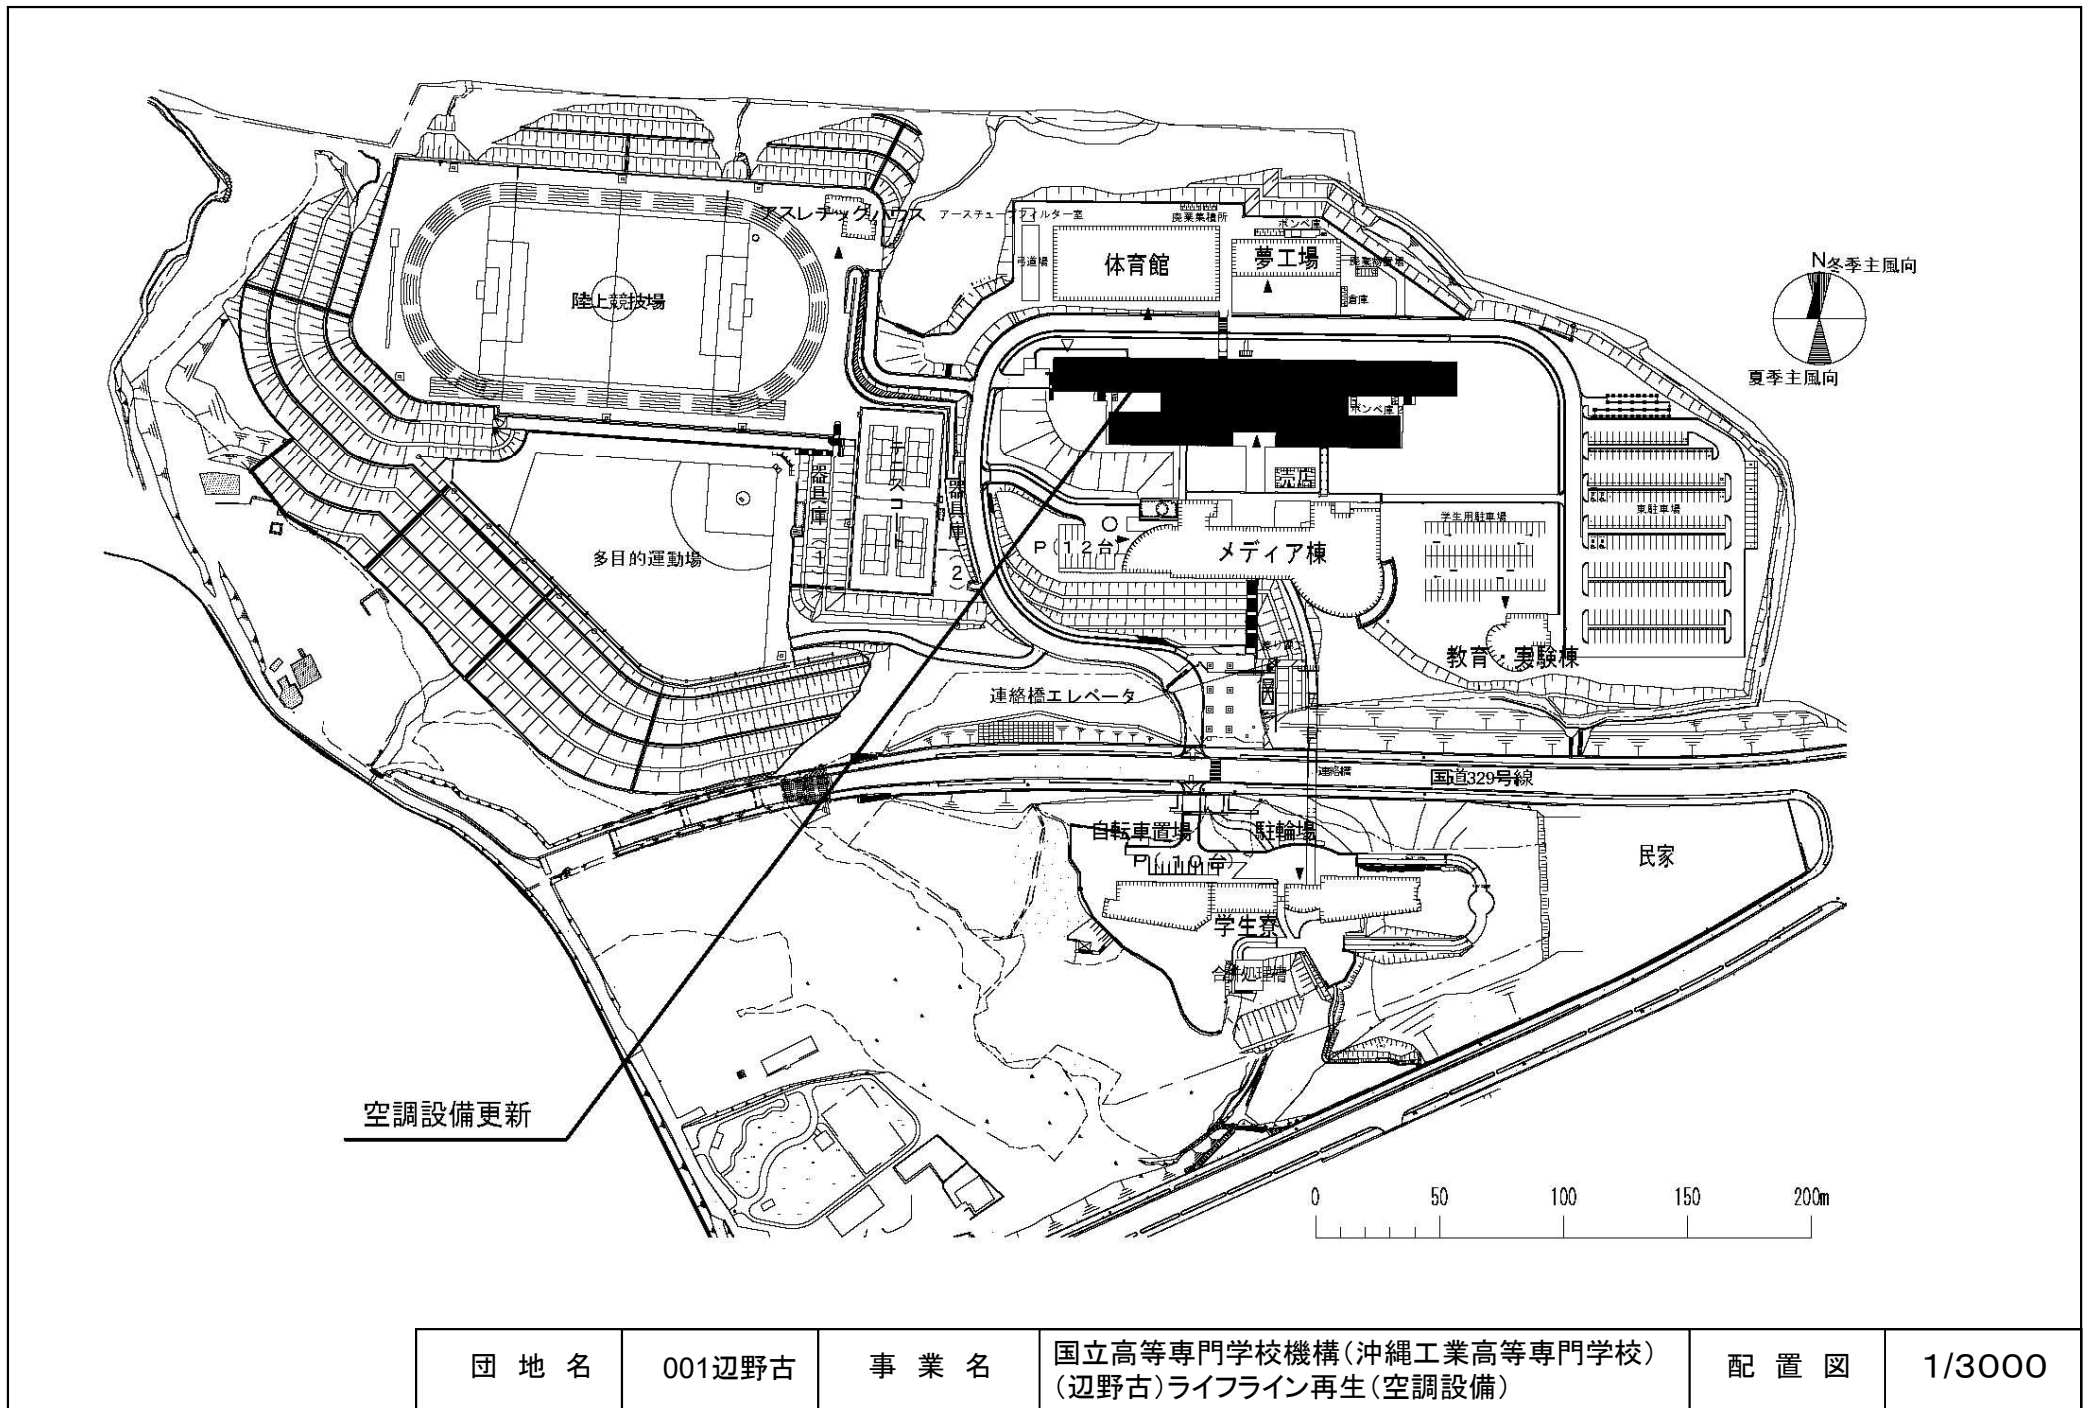 アスレチックハウス
アースチューブフィルター室
廃棄集積所
ボンベ庫
弓道場
体育館
夢工場
倉庫
N
冬季主風向
夏季主風向
陸上競技場
ボンベ庫
テニスコート
器具庫(1)
器具庫(2)
売店
学生用駐車場
東駐車場
P(12台)
メディア棟
多目的運動場
教育・実験棟
連絡橋エレベータ
連絡橋
国道329号線
自転車置場
駐輪場
P(10台)
民家
学生寮
合併処理槽
空調設備更新
0 50 100 150 200m
団地名
001辺野古
事業名
国立高等専門学校機構(沖縄工業高等専門学校)
(辺野古)ライフライン再生(空調設備)
配置図
1/3000